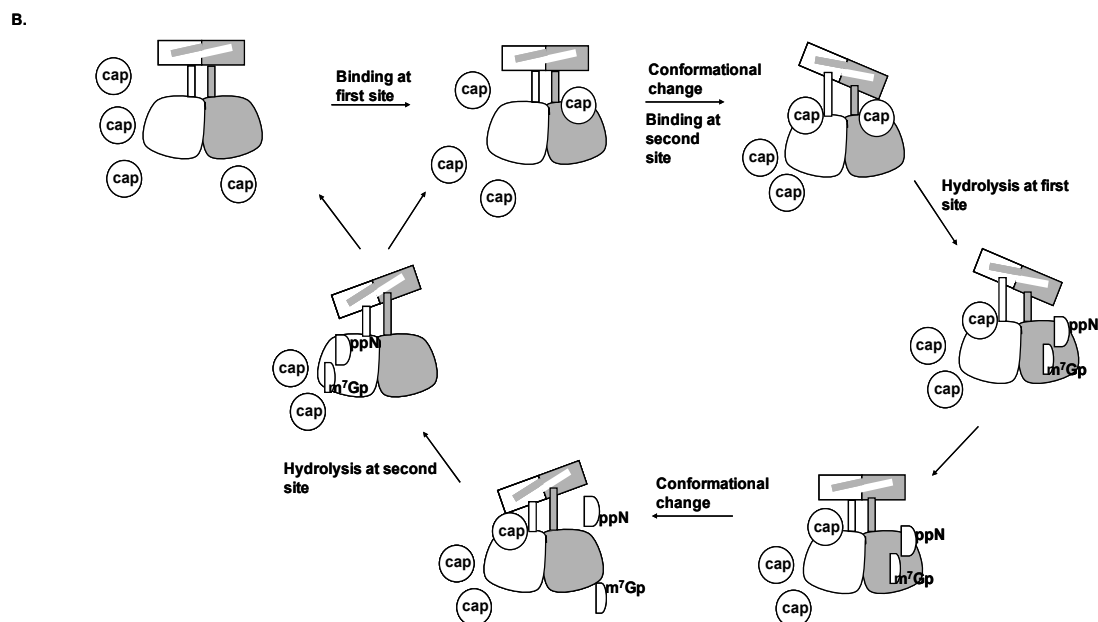 B.
cap
cap
cap
cap
Binding at
first site
cap
cap
cap
cap
Conformational
change
Binding at
second
site
cap
cap
cap
cap
Hydrolysis at first
site
cap
ppN
m⁷Gp
cap
cap
cap
ppN
m⁷Gp
cap
cap
Conformational
change
cap
ppN
m⁷Gp
cap
cap
Hydrolysis at second
site
ppN
m⁷Gp
cap
cap